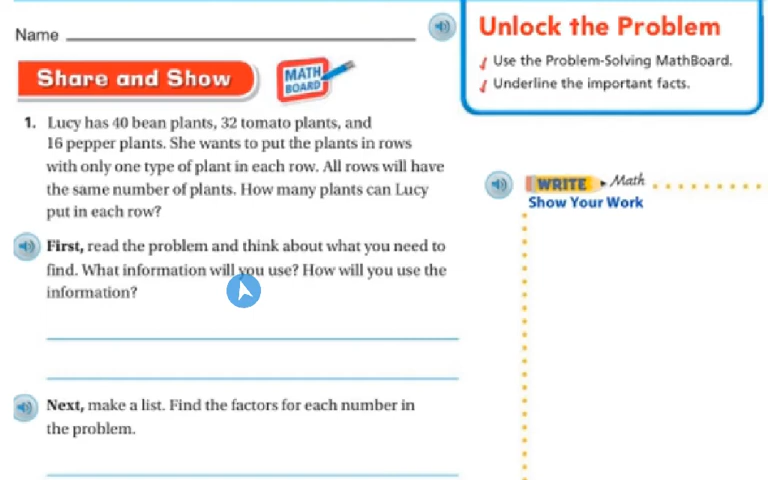 Name
Unlock the Problem
Use the Problem-Solving MathBoard.
Underline the important facts.
Share and Show
MATH
BOARD
1. Lucy has 40 bean plants, 32 tomato plants, and
16 pepper plants. She wants to put the plants in rows
with only one type of plant in each row. All rows will have
the same number of plants. How many plants can Lucy
put in each row?
WRITE Math
Show Your Work
First, read the problem and think about what you need to
find. What information will you use? How will you use the
information?
Next, make a list. Find the factors for each number in
the problem.